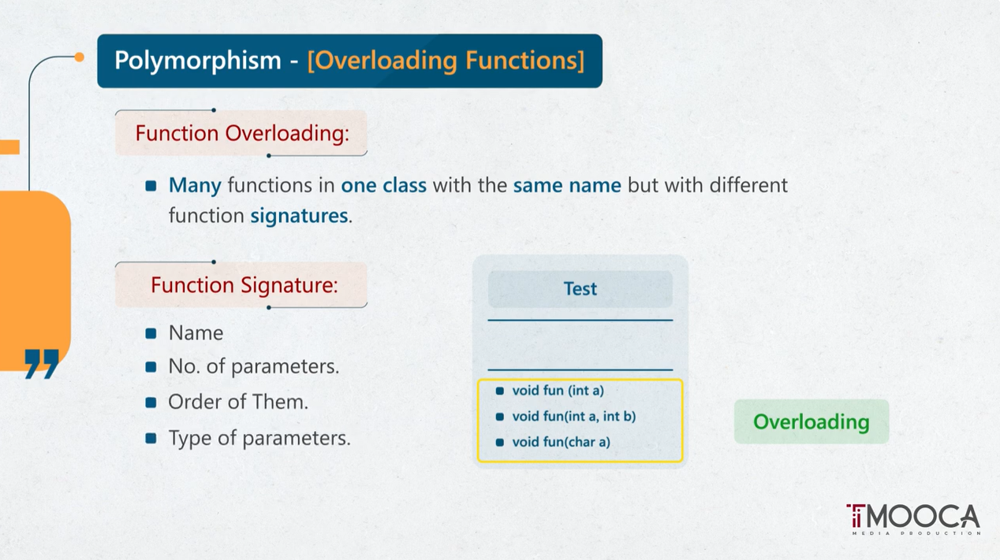 Polymorphism - [Overloading Functions]
Function Overloading:
Many functions in one class with the same name but with different
function signatures.
Function Signature:
Name
No. of parameters.
Order of Them.
Type of parameters.
Test
void fun (int a)
void fun(int a, int b)
void fun(char a)
Overloading
TiMOOCA
MEDIA PRODUCTION